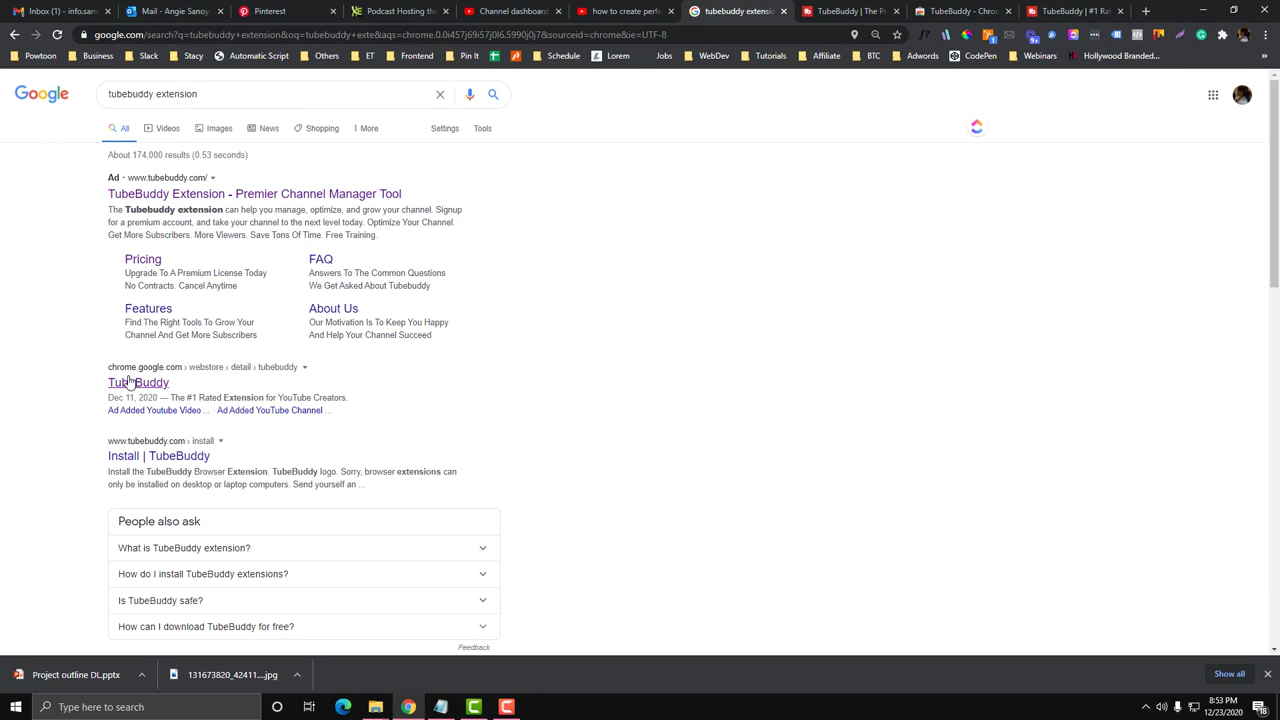 Inbox (1) - infosam
Mail - Angie Sanoy
Pinterest
Podcast Hosting th
Channel dashboard
how to create perfe
tubebuddy extensio
TubeBuddy | The P
TubeBuddy - Chro
TubeBuddy | #1 Ra
google.com/search?q=tubebuddy+extension&oq=tubebuddy+exte&aqs=chrome.0.0i457j69i57j0l6.5990j0j7&sourceid=chrome&ie=UTF-8
Powtoon
Business
Slack
Stacy
Automatic Script
Others
ET
Frontend
Pin It
Schedule
Lorem
Jobs
WebDev
Tutorials
Affiliate
BTC
Adwords
CodePen
Webinars
Hollywood Branded...
Google
tubebuddy extension
All
Videos
Images
News
Shopping
More
Settings
Tools
About 174,000 results (0.53 seconds)
Ad · www.tubebuddy.com/
TubeBuddy Extension - Premier Channel Manager Tool
The Tubebuddy extension can help you manage, optimize, and grow your channel. Signup
for a premium account, and take your channel to the next level today. Optimize Your Channel.
Get More Subscribers. More Viewers. Save Tons Of Time. Free Training.
Pricing
Upgrade To A Premium License Today
No Contracts. Cancel Anytime
FAQ
Answers To The Common Questions
We Get Asked About Tubebuddy
Features
Find The Right Tools To Grow Your
Channel And Get More Subscribers
About Us
Our Motivation Is To Keep You Happy
And Help Your Channel Succeed
chrome.google.com › webstore › detail › tubebuddy
TubeBuddy
Dec 11, 2020 — The #1 Rated Extension for YouTube Creators.
Ad Added Youtube Video ... · Ad Added YouTube Channel ...
www.tubebuddy.com › install
Install | TubeBuddy
Install the TubeBuddy Browser Extension. TubeBuddy logo. Sorry, browser extensions can
only be installed on desktop or laptop computers. Send yourself an ...
People also ask
What is TubeBuddy extension?
How do I install TubeBuddy extensions?
Is TubeBuddy safe?
How can I download TubeBuddy for free?
Feedback
Project outline DL.pptx
131673820_42411....jpg
Show all
Type here to search
8:53 PM
12/23/2020
18